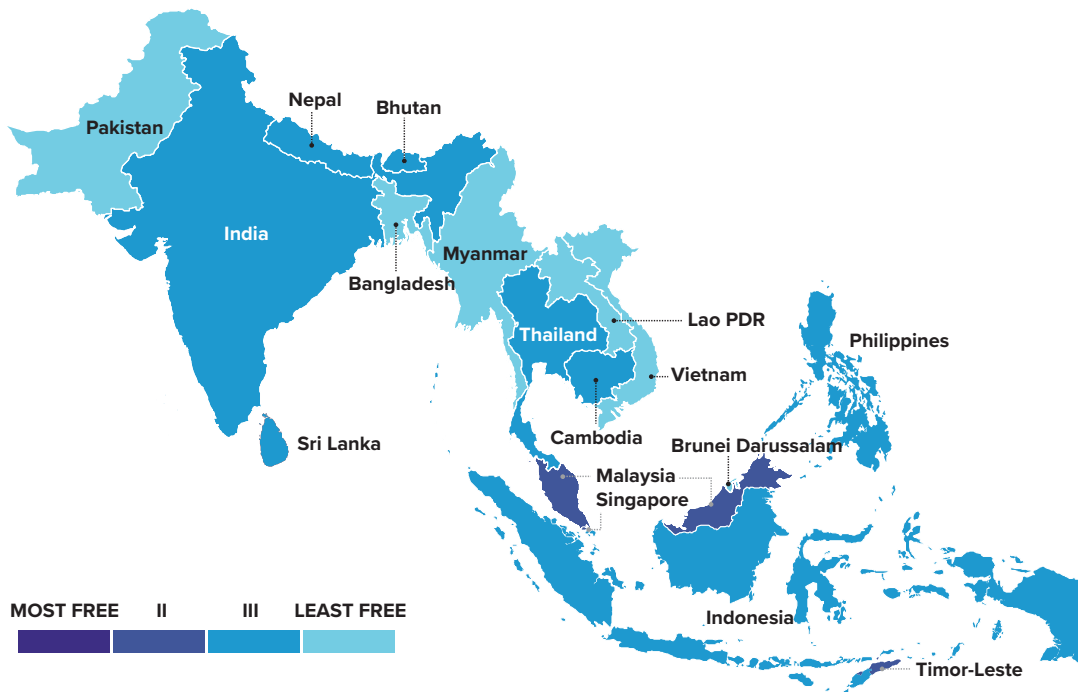 Nepal
Bhutan
Pakistan
India
Myanmar
Bangladesh
Lao PDR
Thailand
Philippines
Vietnam
Cambodia
Sri Lanka
Brunei Darussalam
Malaysia
Singapore
MOST FREE II III LEAST FREE
Indonesia
Timor-Leste